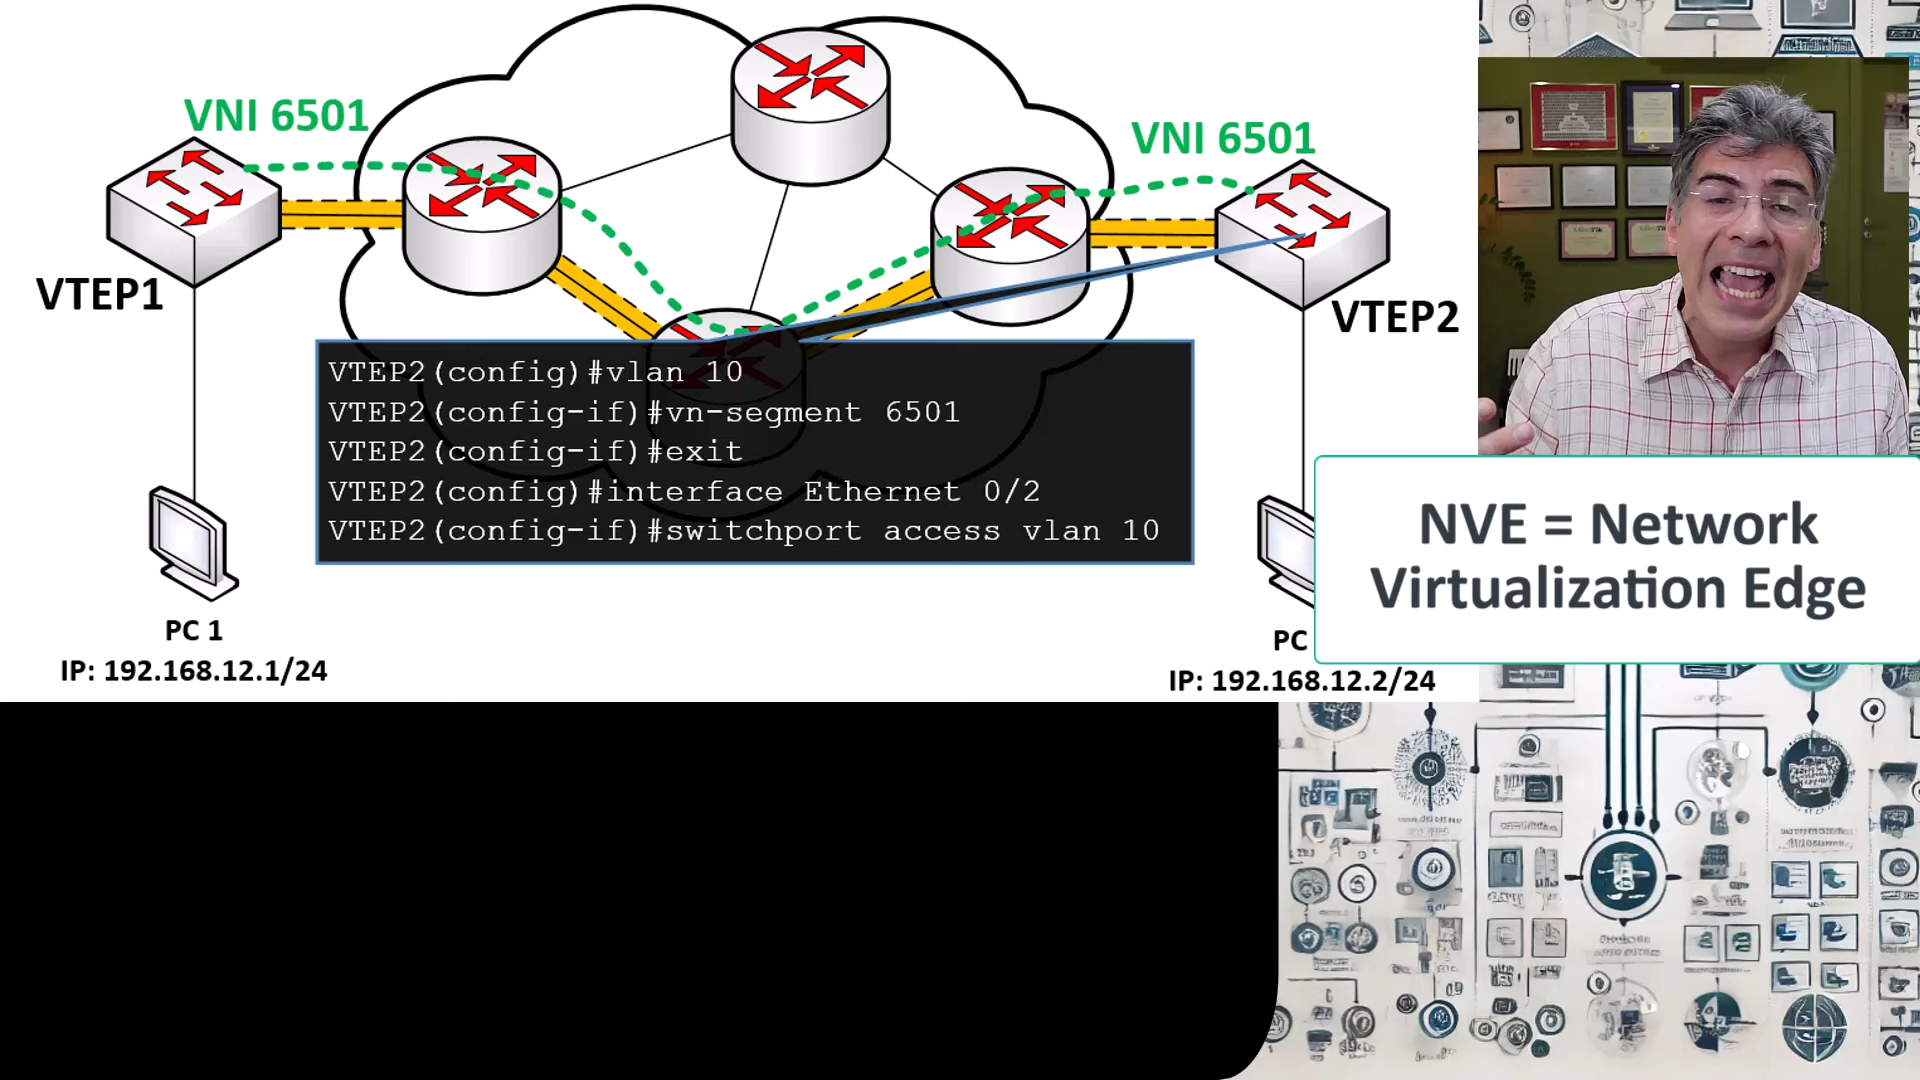 VNI 6501
VNI 6501
VTEP1
VTEP2
VTEP2(config)#vlan 10
VTEP2(config-if)#vn-segment 6501
VTEP2(config-if)#exit
VTEP2(config)#interface Ethernet 0/2
VTEP2(config-if)#switchport access vlan 10
NVE = Network
Virtualization Edge
PC 1
IP: 192.168.12.1/24
PC
IP: 192.168.12.2/24